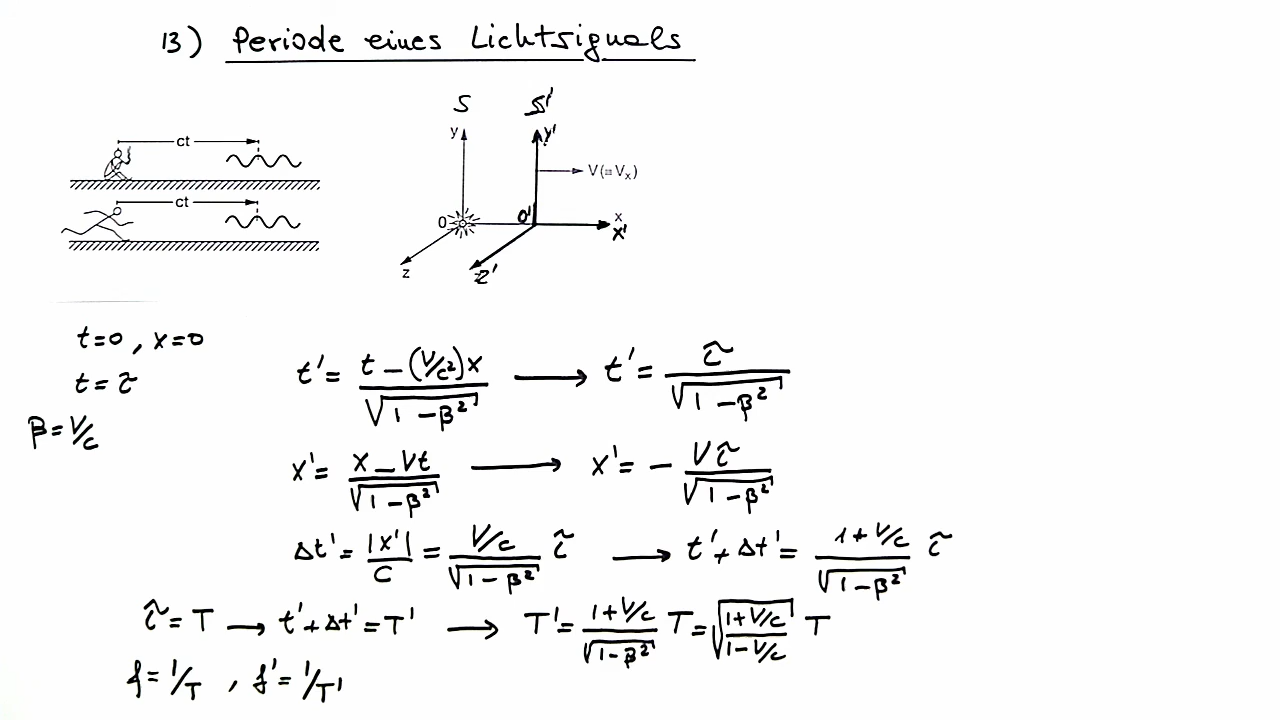 13) Periode eines Lichtsignals
S S'
y y'
ct
V(=Vx)
ct
0 0' x
x'
z z'
t=0, x=0
t=τ
β=V/c
t' = (t-(V/c²)x)/√(1-β²) → t' = τ/√(1-β²)
x' = (x-Vt)/√(1-β²) → x' = - Vτ/√(1-β²)
Δt' = |x'|/c = (V/c)/√(1-β²) τ → t'+Δt' = (1+V/c)/√(1-β²) τ
τ=T → t'+Δt'=T' → T' = (1+V/c)/√(1-β²) T = √((1+V/c)/(1-V/c)) T
f=1/T, f'=1/T'